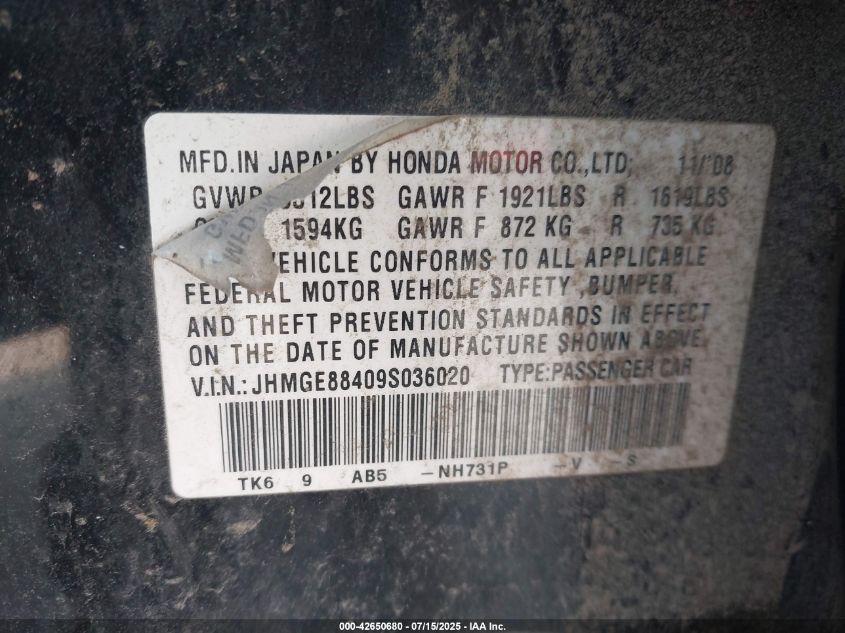 MFD.IN JAPAN BY HONDA MOTOR CO.,LTD, 11/'08
12LBS GAWR F 1921LBS R 1619LBS
1594KG GAWR F 872 KG R 735 KG
VEHICLE CONFORMS TO ALL APPLICABLE
FEDERAL MOTOR VEHICLE SAFETY ,BUMPER,
AND THEFT PREVENTION STANDARDS IN EFFECT
ON THE DATE OF MANUFACTURE SHOWN ABOVE.
V.I.N.: JHMGE88409S036020 TYPE:PASSENGER CAR
TK6 9 AB5 -NH731P -V -S
000-42650680 - 07/15/2025 - IAA Inc.